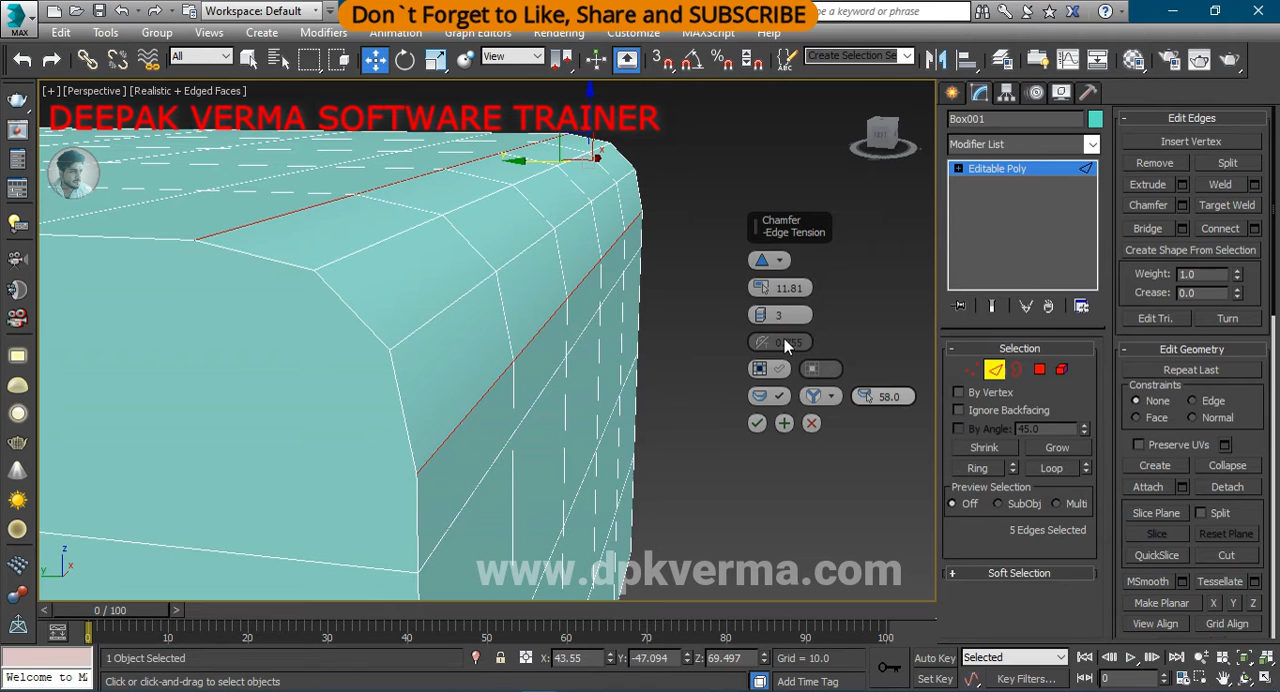 Workspace: Default
Don`t Forget to Like, Share and SUBSCRIBE
e a keyword or phrase
MAX
Edit
Tools
Group
Views
Create
Modifiers
Animation
Graph Editors
Rendering
Customize
MAXScript
Help
All
View
Create Selection Se
[+] [Perspective] [Realistic + Edged Faces]
DEEPAK VERMA SOFTWARE TRAINER
Chamfer
-Edge Tension
11.81
3
58.0
www.dpkverma.com
Box001
Modifier List
Editable Poly
Selection
By Vertex
Ignore Backfacing
By Angle: 45.0
Shrink Grow
Ring Loop
Preview Selection
Off SubObj Multi
5 Edges Selected
Soft Selection
Edit Edges
Insert Vertex
Remove Split
Extrude Weld
Chamfer Target Weld
Bridge Connect
Create Shape From Selection
Weight: 1.0
Crease: 0.0
Edit Tri. Turn
Edit Geometry
Repeat Last
Constraints
None Edge
Face Normal
Preserve UVs
Create Collapse
Attach Detach
Slice Plane Split
Slice Reset Plane
QuickSlice Cut
MSmooth Tessellate
Make Planar X Y Z
View Align Grid Align
0 / 100
0 10 20 30 40 50 60 70 80 90 100
1 Object Selected
X: 43.55 Y: -47.094 Z: 69.497 Grid = 10.0
Auto Key Selected
Welcome to M
Click or click-and-drag to select objects
Add Time Tag
Set Key Key Filters... 0